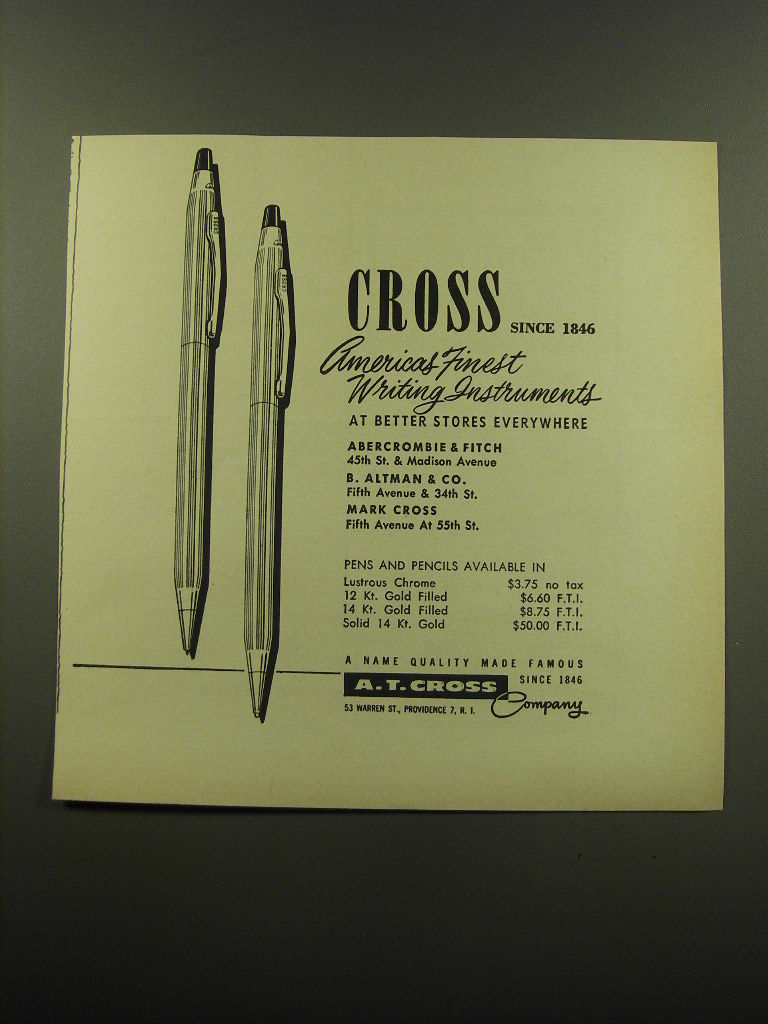 CROSS
CROSS
CROSS SINCE 1846
Americas Finest
Writing Instruments
AT BETTER STORES EVERYWHERE
ABERCROMBIE & FITCH
45th St. & Madison Avenue
B. ALTMAN & CO.
Fifth Avenue & 34th St.
MARK CROSS
Fifth Avenue At 55th St.
PENS AND PENCILS AVAILABLE IN
Lustrous Chrome $3.75 no tax
12 Kt. Gold Filled $6.60 F.T.I.
14 Kt. Gold Filled $8.75 F.T.I.
Solid 14 Kt. Gold $50.00 F.T.I.
A NAME QUALITY MADE FAMOUS
A.T. CROSS SINCE 1846
Company
53 WARREN ST., PROVIDENCE 7, R. I.